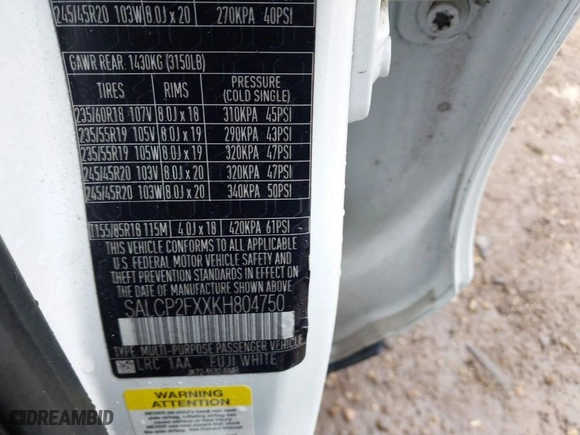 245/45R20 103W 8.0J x 20 270KPA 40PSI
GAWR REAR. 1430KG (3150LB)
TIRES RIMS PRESSURE (COLD SINGLE)
235/60R18 107V 8.0J x 18 310KPA 45PSI
235/55R19 105V 8.0J x 19 290KPA 43PSI
235/55R19 105W 8.0J x 19 320KPA 47PSI
245/45R20 103V 8.0J x 20 320KPA 47PSI
245/45R20 103W 8.0J x 20 340KPA 50PSI
T155/85R18 115M 4.0J x 18 420KPA 61PSI
THIS VEHICLE CONFORMS TO ALL APPLICABLE
U.S FEDERAL MOTOR VEHICLE SAFETY AND
THEFT PREVENTION STANDARDS IN EFFECT ON
THE DATE OF MANUFACTURE SHOWN ABOVE.
SALCP2FXXKH804750
TYPE: MULTI-PURPOSE PASSENGER VEHICLE
LRC 1AA FUJI WHITE
WARNING
ATTENTION
DREAMBID